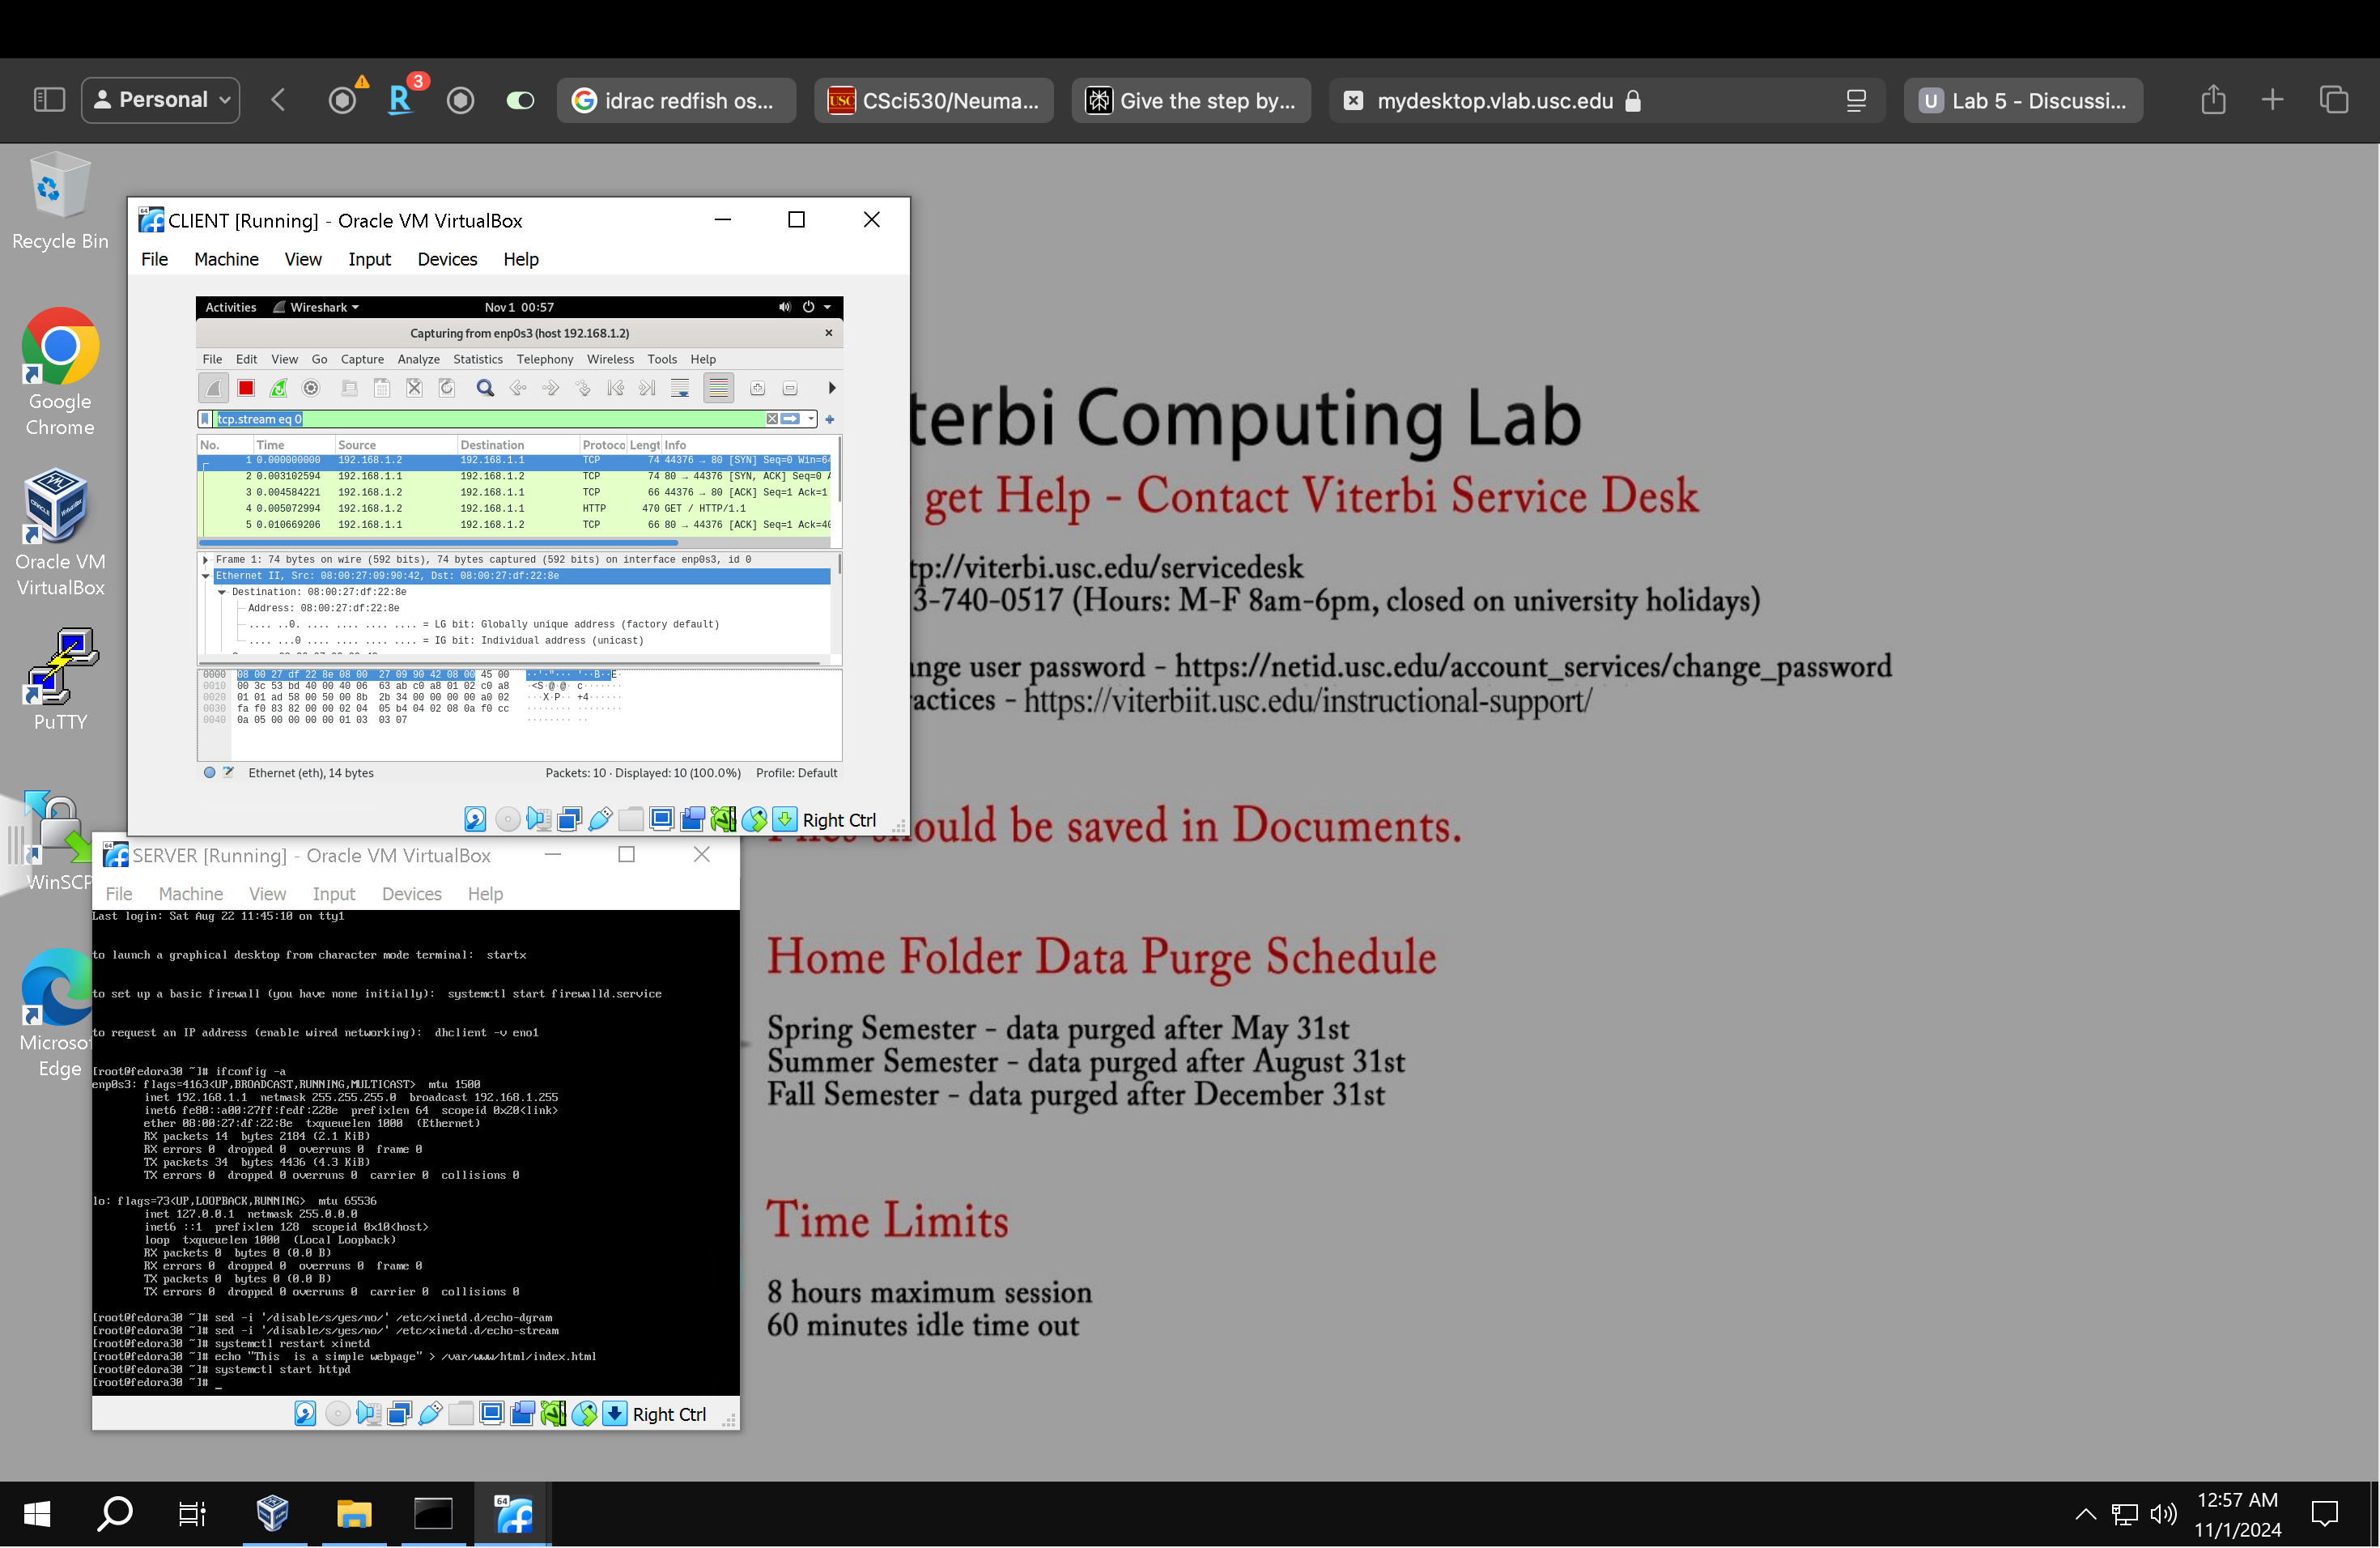 Personal
3
idrac redfish os...
CSci530/Neuma...
Give the step by...
mydesktop.vlab.usc.edu
U Lab 5 - Discussi...
Recycle Bin
Google
Chrome
Oracle VM
VirtualBox
PuTTY
WinSCP
Edge
CLIENT [Running] - Oracle VM VirtualBox
File Machine View Input Devices Help
Activities Wireshark Nov 1 00:57
Capturing from enp0s3 (host 192.168.1.2)
File Edit View Go Capture Analyze Statistics Telephony Wireless Tools Help
tcp.stream eq 0
No. Time Source Destination Protoco Lengt Info
1 0.000000000 192.168.1.2 192.168.1.1 TCP 74 44376 → 80 [SYN] Seq=0 Win=64
2 0.003102594 192.168.1.1 192.168.1.2 TCP 74 80 → 44376 [SYN, ACK] Seq=0 A
3 0.004584221 192.168.1.2 192.168.1.1 TCP 66 44376 → 80 [ACK] Seq=1 Ack=1
4 0.005072994 192.168.1.2 192.168.1.1 HTTP 470 GET / HTTP/1.1
5 0.010669206 192.168.1.1 192.168.1.2 TCP 66 80 → 44376 [ACK] Seq=1 Ack=40
Frame 1: 74 bytes on wire (592 bits), 74 bytes captured (592 bits) on interface enp0s3, id 0
Ethernet II, Src: 08:00:27:09:90:42, Dst: 08:00:27:df:22:8e
Destination: 08:00:27:df:22:8e
Address: 08:00:27:df:22:8e
.... ..0. .... .... .... .... = LG bit: Globally unique address (factory default)
.... ...0 .... .... .... .... = IG bit: Individual address (unicast)
0000 08 00 27 df 22 8e 08 00 27 09 90 42 08 00 45 00 ··'·"··· '··B··E·
0010 00 3c 53 bd 40 00 40 06 63 ab c0 a8 01 02 c0 a8 ·<S·@·@· c·······
0020 01 01 ad 58 00 50 00 8b 2b 34 00 00 00 00 a0 02 ···X·P·· +4······
0030 fa f0 83 82 00 00 02 04 05 b4 04 02 08 0a f0 cc ········ ········
0040 0a 05 00 00 00 00 01 03 03 07 ········ ··
Ethernet (eth), 14 bytes Packets: 10 · Displayed: 10 (100.0%) Profile: Default
Right Ctrl
SERVER [Running] - Oracle VM VirtualBox
File Machine View Input Devices Help
Last login: Sat Aug 22 11:45:10 on tty1
to launch a graphical desktop from character mode terminal: startx
to set up a basic firewall (you have none initially): systemctl start firewalld.service
to request an IP address (enable wired networking): dhclient -v eno1
[root@fedora30 ~]# ifconfig -a
enp0s3: flags=4163<UP,BROADCAST,RUNNING,MULTICAST> mtu 1500
inet 192.168.1.1 netmask 255.255.255.0 broadcast 192.168.1.255
inet6 fe80::a00:27ff:fedf:228e prefixlen 64 scopeid 0x20<link>
ether 08:00:27:df:22:8e txqueuelen 1000 (Ethernet)
RX packets 14 bytes 2184 (2.1 KiB)
RX errors 0 dropped 0 overruns 0 frame 0
TX packets 34 bytes 4436 (4.3 KiB)
TX errors 0 dropped 0 overruns 0 carrier 0 collisions 0
lo: flags=73<UP,LOOPBACK,RUNNING> mtu 65536
inet 127.0.0.1 netmask 255.0.0.0
inet6 ::1 prefixlen 128 scopeid 0x10<host>
loop txqueuelen 1000 (Local Loopback)
RX packets 0 bytes 0 (0.0 B)
RX errors 0 dropped 0 overruns 0 frame 0
TX packets 0 bytes 0 (0.0 B)
TX errors 0 dropped 0 overruns 0 carrier 0 collisions 0
[root@fedora30 ~]# sed -i '/disable/s/yes/no/' /etc/xinetd.d/echo-dgram
[root@fedora30 ~]# sed -i '/disable/s/yes/no/' /etc/xinetd.d/echo-stream
[root@fedora30 ~]# systemctl restart xinetd
[root@fedora30 ~]# echo "This is a simple webpage" > /var/www/html/index.html
[root@fedora30 ~]# systemctl start httpd
[root@fedora30 ~]# _
Right Ctrl
terbi Computing Lab
get Help - Contact Viterbi Service Desk
tp://viterbi.usc.edu/servicedesk
3-740-0517 (Hours: M-F 8am-6pm, closed on university holidays)
nge user password - https://netid.usc.edu/account_services/change_password
actices - https://viterbiit.usc.edu/instructional-support/
ould be saved in Documents.
Home Folder Data Purge Schedule
Spring Semester - data purged after May 31st
Summer Semester - data purged after August 31st
Fall Semester - data purged after December 31st
Time Limits
8 hours maximum session
60 minutes idle time out
64
12:57 AM
11/1/2024